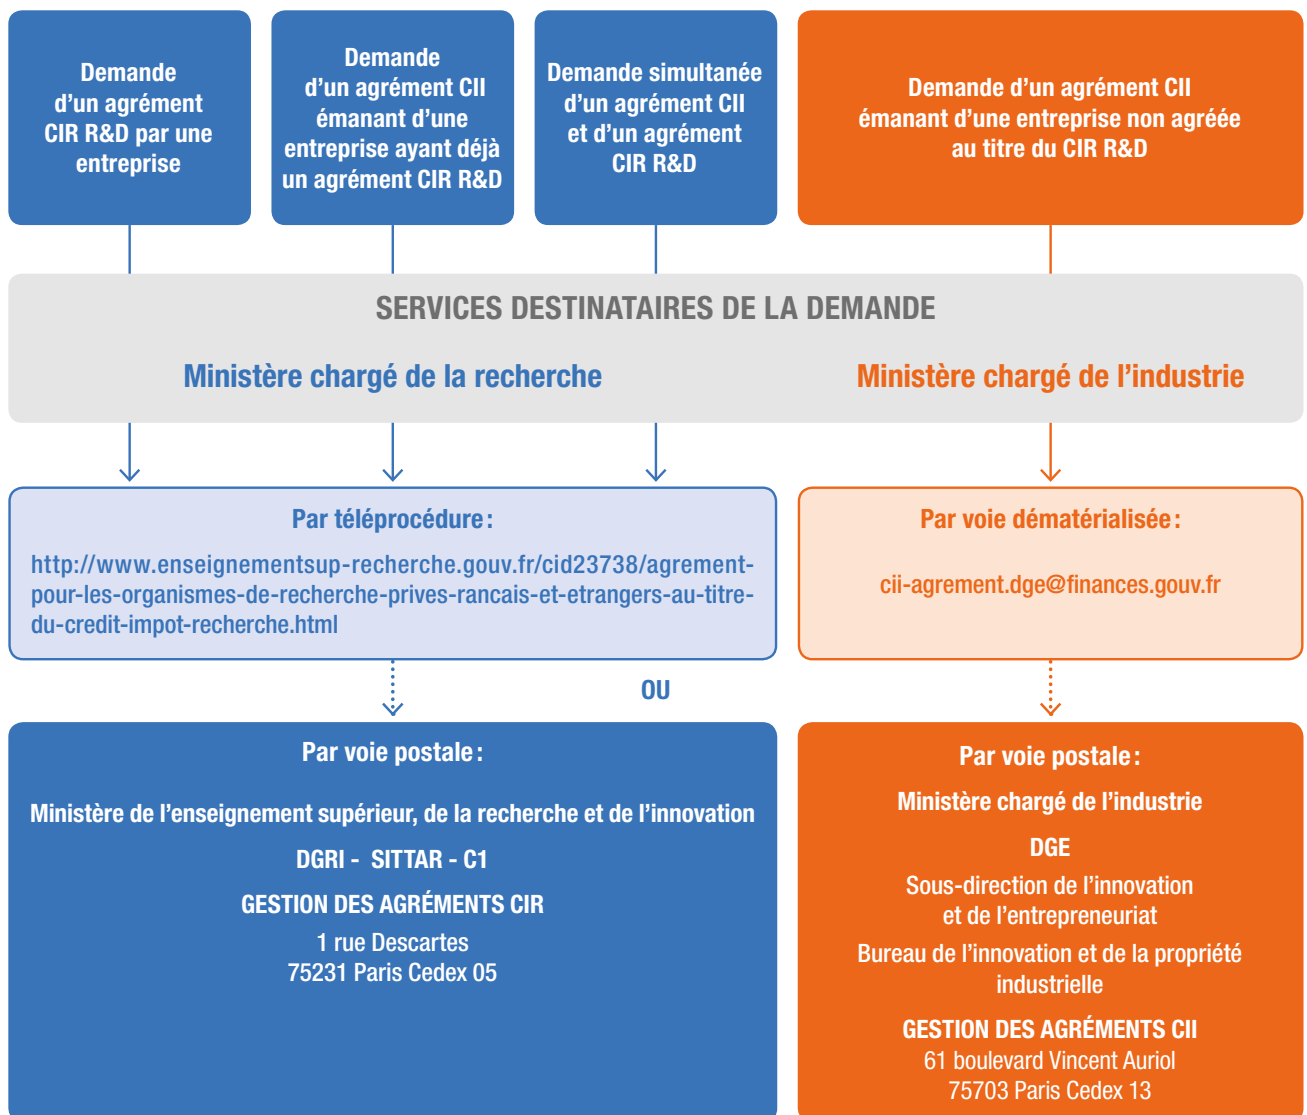 Demande
d'un agrément
CIR R&D par une
entreprise
Demande
d'un agrément CII
émanant d'une
entreprise ayant déjà
un agrément CIR R&D
Demande simultanée
d'un agrément CII
et d'un agrément
CIR R&D
Demande d'un agrément CII
émanant d'une entreprise non agréée
au titre du CIR R&D
SERVICES DESTINATAIRES DE LA DEMANDE
Ministère chargé de la recherche
Ministère chargé de l'industrie
Par téléprocédure :
http://www.enseignementsup-recherche.gouv.fr/cid23738/agrement-
pour-les-organismes-de-recherche-prives-rancais-et-etrangers-au-titre-
du-credit-impot-recherche.html
Par voie dématérialisée :
cii-agrement.dge@finances.gouv.fr
OU
Par voie postale :
Ministère de l'enseignement supérieur, de la recherche et de l'innovation
DGRI - SITTAR - C1
GESTION DES AGRÉMENTS CIR
1 rue Descartes
75231 Paris Cedex 05
Par voie postale :
Ministère chargé de l'industrie
DGE
Sous-direction de l'innovation
et de l'entrepreneuriat
Bureau de l'innovation et de la propriété
industrielle
GESTION DES AGRÉMENTS CII
61 boulevard Vincent Auriol
75703 Paris Cedex 13